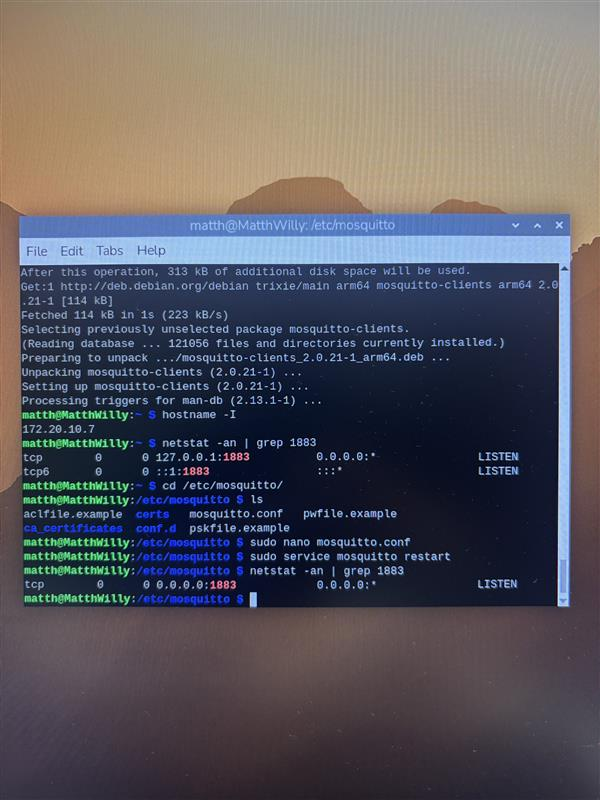 matth@MatthWilly: /etc/mosquitto
File Edit Tabs Help
After this operation, 313 kB of additional disk space will be used.
Get:1 http://deb.debian.org/debian trixie/main arm64 mosquitto-clients arm64 2.0
.21-1 [114 kB]
Fetched 114 kB in 1s (223 kB/s)
Selecting previously unselected package mosquitto-clients.
(Reading database ... 121056 files and directories currently installed.)
Preparing to unpack .../mosquitto-clients_2.0.21-1_arm64.deb ...
Unpacking mosquitto-clients (2.0.21-1) ...
Setting up mosquitto-clients (2.0.21-1) ...
Processing triggers for man-db (2.13.1-1) ...
matth@MatthWilly:~ $ hostname -I
172.20.10.7
matth@MatthWilly:~ $ netstat -an | grep 1883
tcp 0 0 127.0.0.1:1883 0.0.0.0:* LISTEN
tcp6 0 0 ::1:1883 :::* LISTEN
matth@MatthWilly:~ $ cd /etc/mosquitto/
matth@MatthWilly:/etc/mosquitto $ ls
aclfile.example certs mosquitto.conf pwfile.example
ca_certificates conf.d pskfile.example
matth@MatthWilly:/etc/mosquitto $ sudo nano mosquitto.conf
matth@MatthWilly:/etc/mosquitto $ sudo service mosquitto restart
matth@MatthWilly:/etc/mosquitto $ netstat -an | grep 1883
tcp 0 0 0.0.0.0:1883 0.0.0.0:* LISTEN
matth@MatthWilly:/etc/mosquitto $